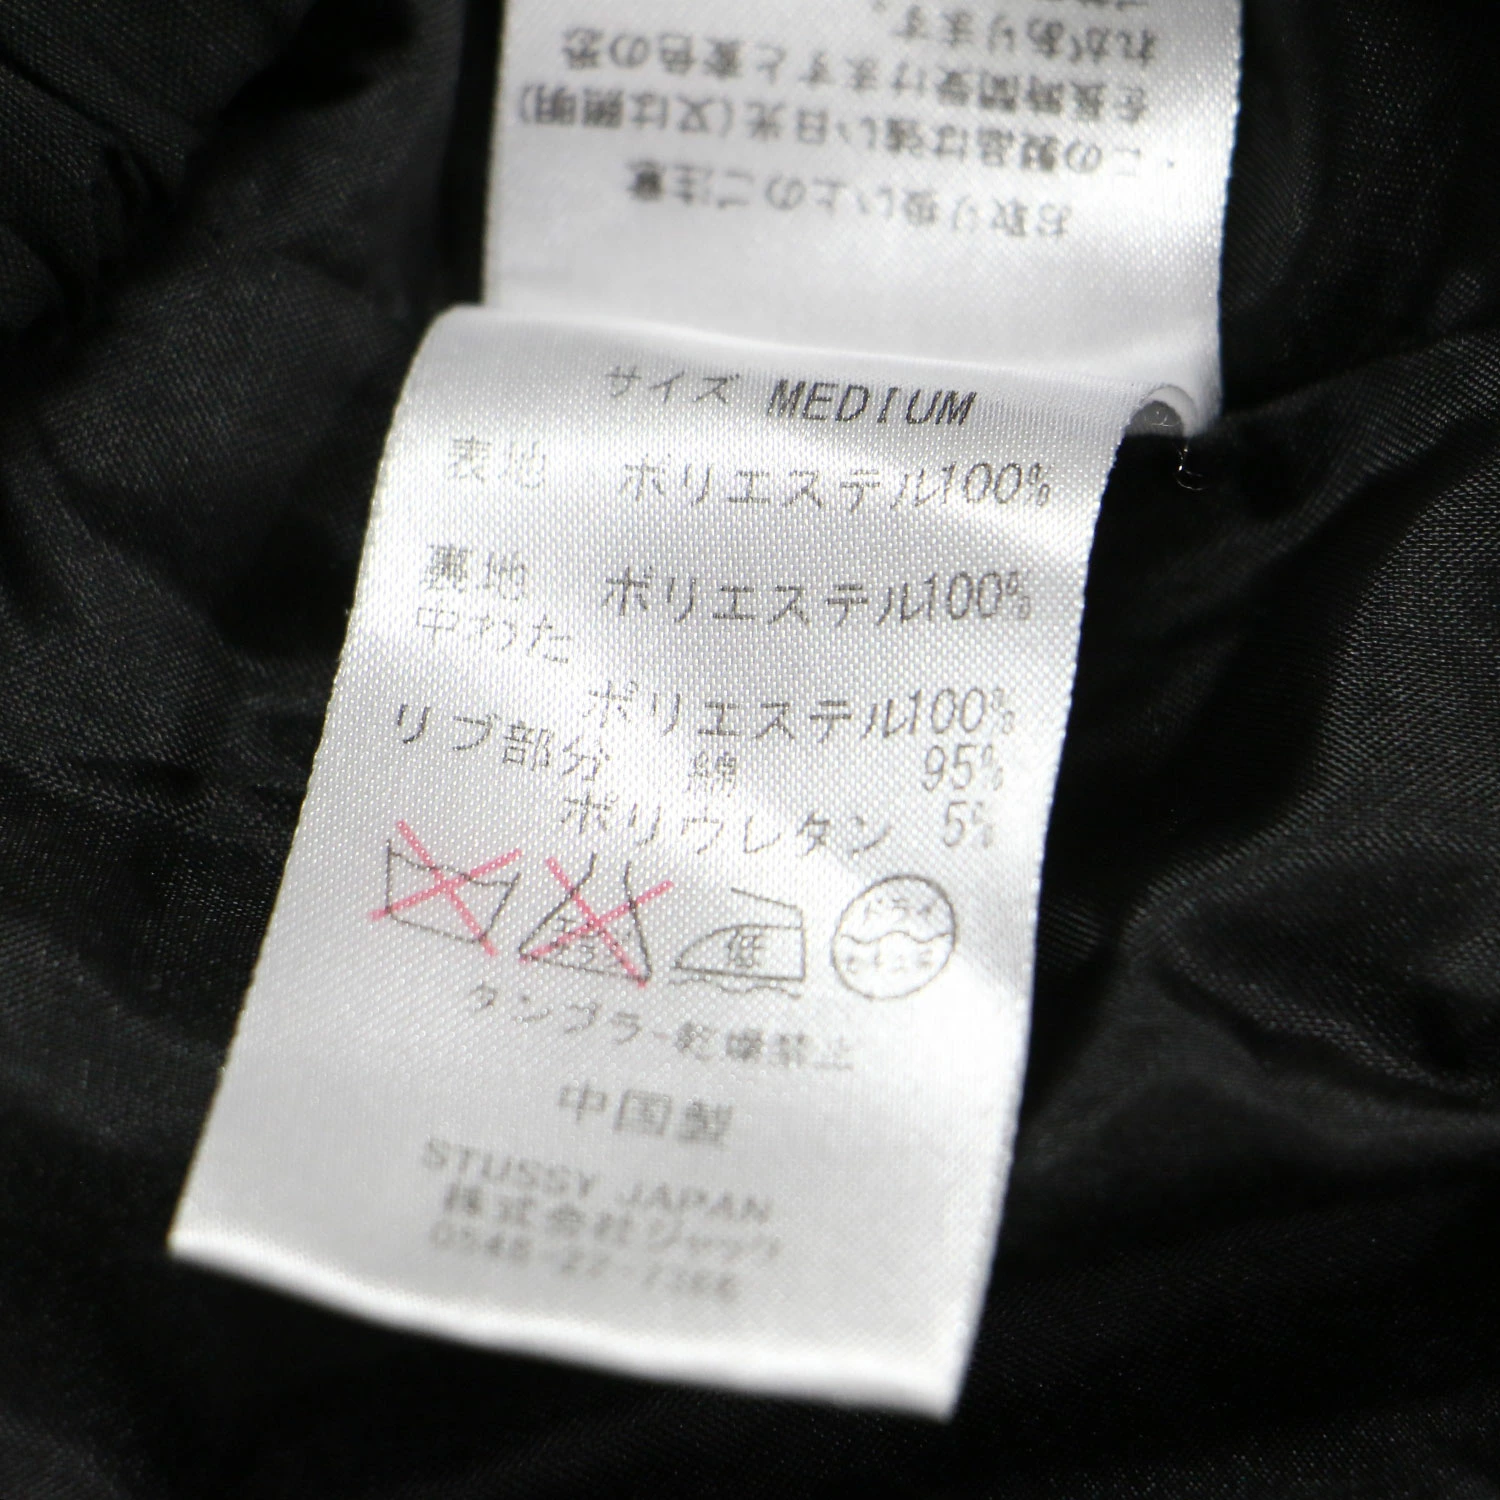 サイズ MEDIUM
表地 ポリエステル100%
裏地 ポリエステル100%
中わた
ポリエステル100%
リブ部分 綿 95%
ポリウレタン 5%
低
ドライ
セキユ系
タンブラー乾燥禁止
中国製
STUSSY JAPAN
株式会社ジャック
お取り扱い上のご注意
・この製品は強い日光(又は照明)
を長時間受けますと変色の恐
れがあります。